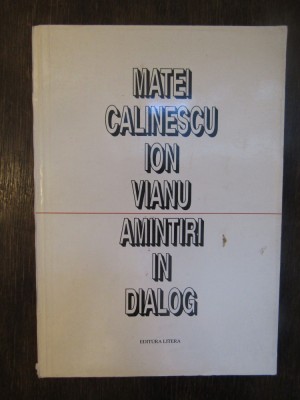 MATEI
CALINESCU
ION
VIANU
AMINTIRI
IN
DIALOG
EDITURA LITERA